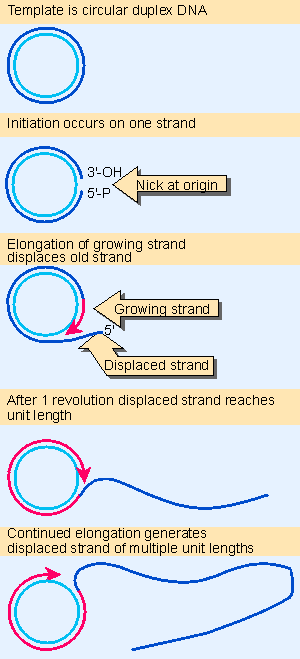 Template is circular duplex DNA
Initiation occurs on one strand
3'-OH
5'-P
Nick at origin
Elongation of growing strand
displaces old strand
Growing strand
5'
Displaced strand
After 1 revolution displaced strand reaches
unit length
Continued elongation generates
displaced strand of multiple unit lengths